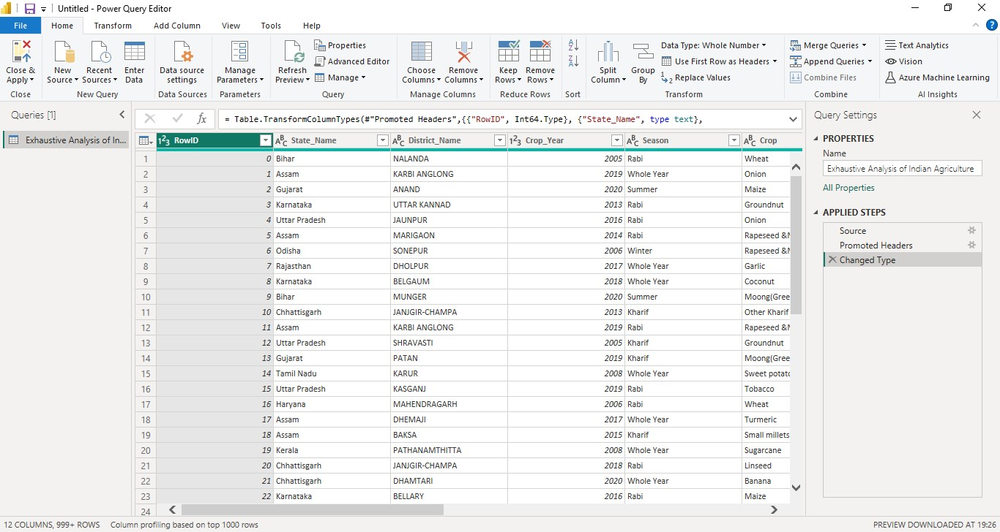 Untitled - Power Query Editor
File Home Transform Add Column View Tools Help
Close & Apply
New Source
Recent Sources
Enter Data
Data source settings
Manage Parameters
Refresh Preview
Properties
Advanced Editor
Manage
Choose Columns
Remove Columns
Keep Rows
Remove Rows
Split Column
Group By
Data Type: Whole Number
Use First Row as Headers
Replace Values
Merge Queries
Append Queries
Combine Files
Text Analytics
Vision
Azure Machine Learning
Close New Query Data Sources Parameters Query Manage Columns Reduce Rows Sort Transform Combine AI Insights
Queries [1]
Exhaustive Analysis of In...
fx = Table.TransformColumnTypes(#"Promoted Headers",{{"RowID", Int64.Type}, {"State_Name", type text},
RowID State_Name District_Name Crop_Year Season Crop
1 0 Bihar NALANDA 2005 Rabi Wheat
2 1 Assam KARBI ANGLONG 2019 Whole Year Onion
3 2 Gujarat ANAND 2020 Summer Maize
4 3 Karnataka UTTAR KANNAD 2013 Rabi Groundnut
5 4 Uttar Pradesh JAUNPUR 2016 Rabi Onion
6 5 Assam MARIGAON 2014 Rabi Rapeseed &M
7 6 Odisha SONEPUR 2006 Winter Rapeseed &M
8 7 Rajasthan DHOLPUR 2017 Whole Year Garlic
9 8 Karnataka BELGAUM 2018 Whole Year Coconut
10 9 Bihar MUNGER 2020 Summer Moong(Gree
11 10 Chhattisgarh JANJGIR-CHAMPA 2013 Kharif Other Kharif
12 11 Assam KARBI ANGLONG 2019 Rabi Rapeseed &M
13 12 Uttar Pradesh SHRAVASTI 2005 Kharif Groundnut
14 13 Gujarat PATAN 2019 Kharif Moong(Gree
15 14 Tamil Nadu KARUR 2008 Whole Year Sweet potato
16 15 Uttar Pradesh KASGANJ 2019 Rabi Tobacco
17 16 Haryana MAHENDRAGARH 2006 Rabi Wheat
18 17 Assam DHEMAJI 2017 Whole Year Turmeric
19 18 Assam BAKSA 2015 Kharif Small millets
20 19 Kerala PATHANAMTHITTA 2008 Whole Year Sugarcane
21 20 Chhattisgarh JANJGIR-CHAMPA 2018 Rabi Linseed
22 21 Chhattisgarh DHAMTARI 2020 Whole Year Banana
23 22 Karnataka BELLARY 2016 Rabi Maize
24
Query Settings
PROPERTIES
Name
Exhaustive Analysis of Indian Agriculture
All Properties
APPLIED STEPS
Source
Promoted Headers
Changed Type
12 COLUMNS, 999+ ROWS Column profiling based on top 1000 rows PREVIEW DOWNLOADED AT 19:26